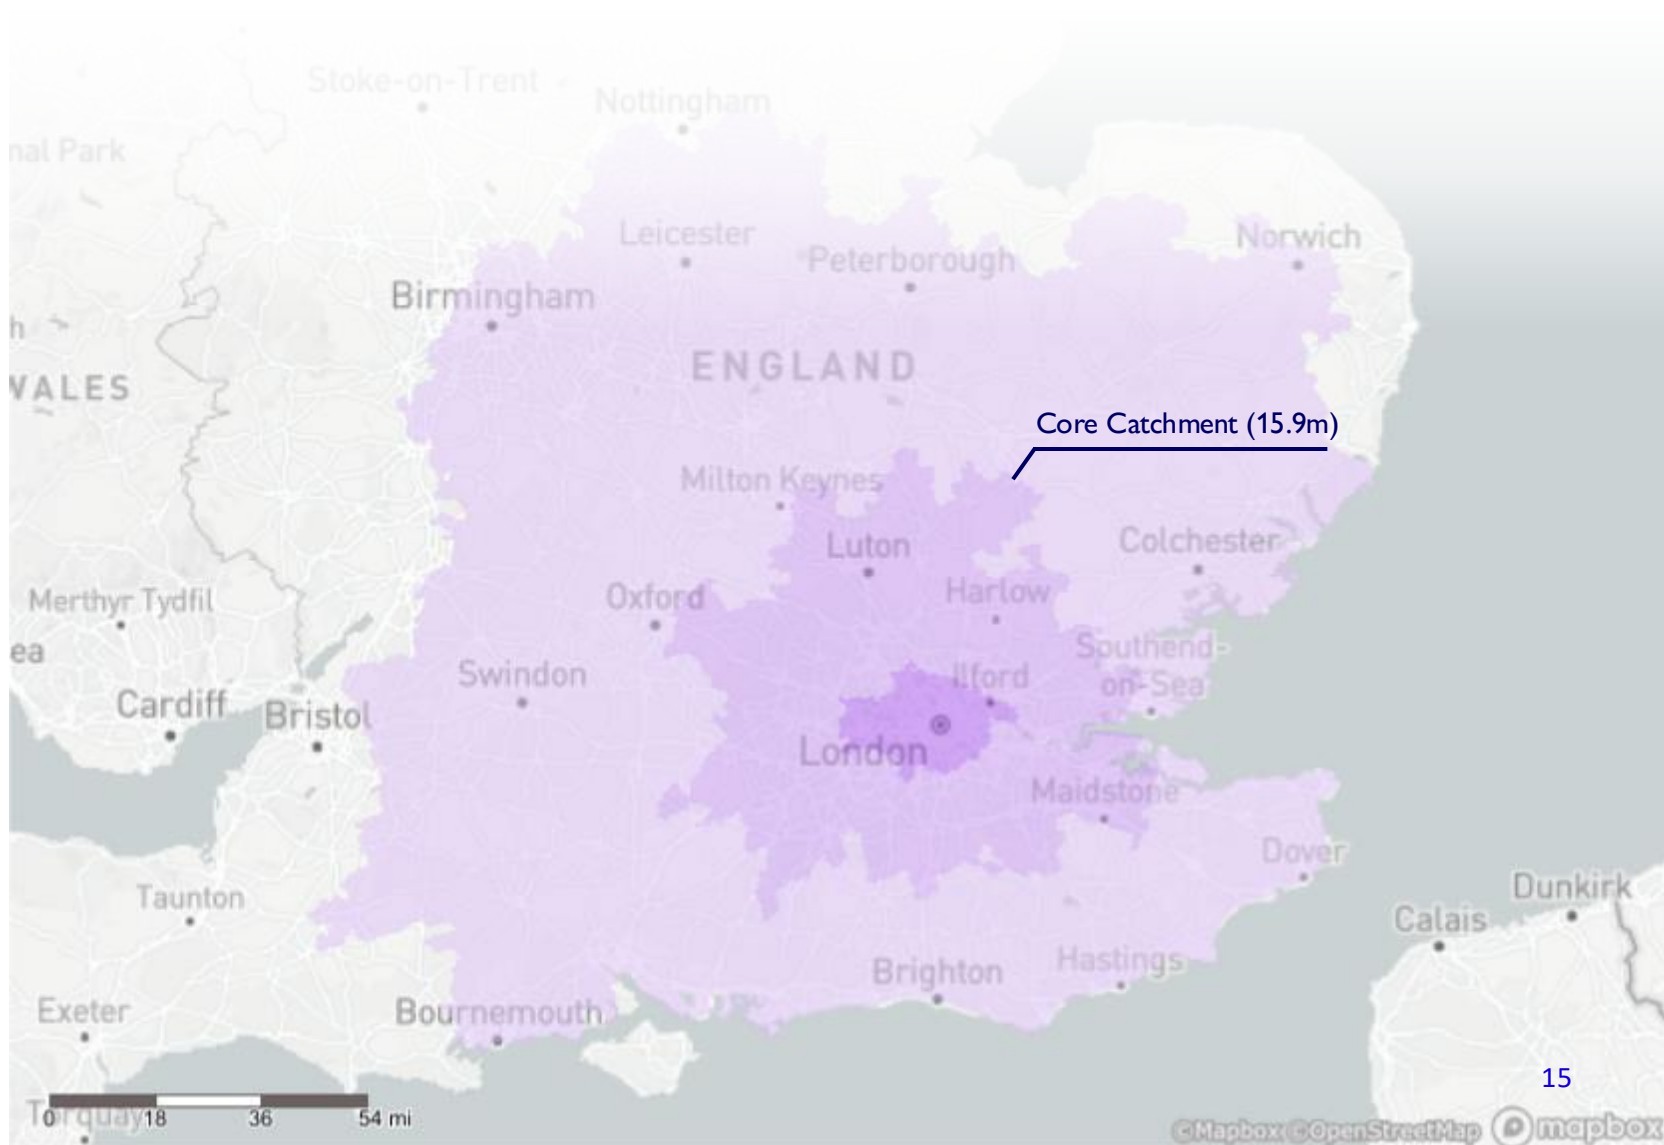 Stoke-on-Trent
Nottingham
nal Park
Leicester
Norwich
Peterborough
Birmingham
h
ENGLAND
WALES
Core Catchment (15.9m)
Milton Keynes
Luton
Colchester
Oxford
Harlow
Merthyr Tydfil
ea
Southend-
on-Sea
Swindon
Ilford
Cardiff
Bristol
London
Maidstone
Dover
Taunton
Dunkirk
Calais
Brighton
Hastings
Exeter
Bournemouth
15
Torquay
0 18 36 54 mi
©Mapbox ©OpenStreetMap mapbox